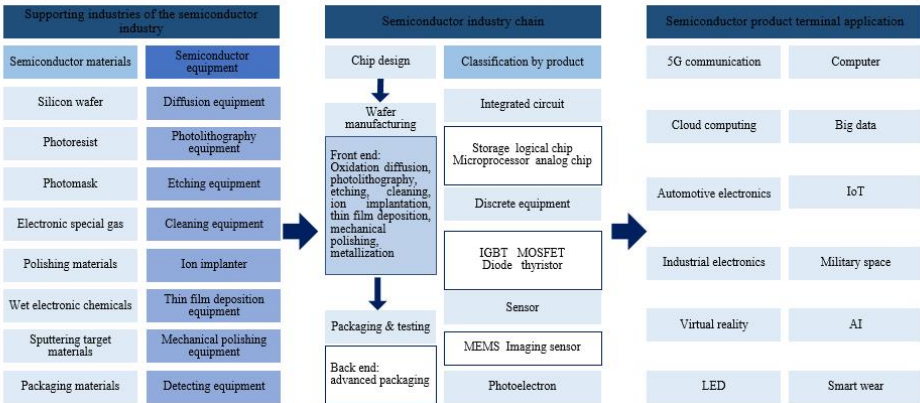 Supporting industries of the semiconductor
industry
Semiconductor materials
Semiconductor
equipment
Silicon wafer
Diffusion equipment
Photoresist
Photolithography
equipment
Photomask
Etching equipment
Electronic special gas
Cleaning equipment
Polishing materials
Ion implanter
Wet electronic chemicals
Thin film deposition
equipment
Sputtering target
materials
Mechanical polishing
equipment
Packaging materials
Detecting equipment
Semiconductor industry chain
Chip design
Wafer
manufacturing
Front end:
Oxidation diffusion,
photolithography,
etching, cleaning,
ion implantation,
thin film deposition,
mechanical
polishing,
metallization
Packaging & testing
Back end:
advanced packaging
Classification by product
Integrated circuit
Storage logical chip
Microprocessor analog chip
Discrete equipment
IGBT MOSFET
Diode thyristor
Sensor
MEMS Imaging sensor
Photoelectron
Semiconductor product terminal application
5G communication
Computer
Cloud computing
Big data
Automotive electronics
IoT
Industrial electronics
Military space
Virtual reality
AI
LED
Smart wear